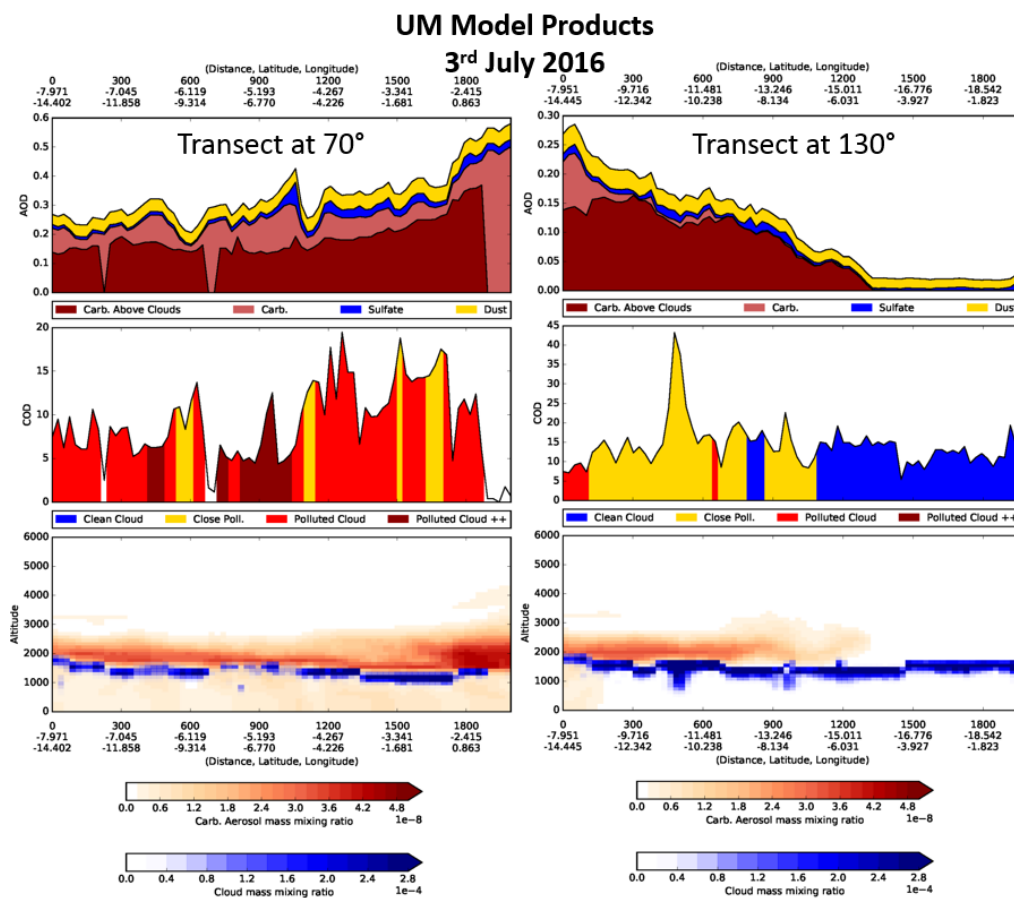 UM Model Products
3rd July 2016
(Distance, Latitude, Longitude)
0 300 600 900 1200 1500 1800
-7.971 -7.045 -6.119 -5.193 -4.267 -3.341 -2.415
-14.402 -11.858 -9.314 -6.770 -4.226 -1.681 0.863
Transect at 70°
AOD
0.6
0.5
0.4
0.3
0.2
0.1
0.0
Carb. Above Clouds Carb. Sulfate Dust
COD
20
15
10
5
0
Clean Cloud Close Poll. Polluted Cloud Polluted Cloud ++
Altitude
6000
5000
4000
3000
2000
1000
0
0 300 600 900 1200 1500 1800
-7.971 -7.045 -6.119 -5.193 -4.267 -3.341 -2.415
-14.402 -11.858 -9.314 -6.770 -4.226 -1.681 0.863
(Distance, Latitude, Longitude)
0.0 0.6 1.2 1.8 2.4 3.0 3.6 4.2 4.8
1e-8
Carb. Aerosol mass mixing ratio
0.0 0.4 0.8 1.2 1.6 2.0 2.4 2.8
1e-4
Cloud mass mixing ratio
(Distance, Latitude, Longitude)
0 300 600 900 1200 1500 1800
-7.951 -9.716 -11.481 -13.246 -15.011 -16.776 -18.542
-14.445 -12.342 -10.238 -8.134 -6.031 -3.927 -1.823
Transect at 130°
AOD
0.30
0.25
0.20
0.15
0.10
0.05
0.00
Carb. Above Clouds Carb. Sulfate Dust
COD
45
40
35
30
25
20
15
10
5
0
Clean Cloud Close Poll. Polluted Cloud Polluted Cloud ++
Altitude
6000
5000
4000
3000
2000
1000
0
0 300 600 900 1200 1500 1800
-7.951 -9.716 -11.481 -13.246 -15.011 -16.776 -18.542
-14.445 -12.342 -10.238 -8.134 -6.031 -3.927 -1.823
(Distance, Latitude, Longitude)
0.0 0.6 1.2 1.8 2.4 3.0 3.6 4.2 4.8
1e-8
Carb. Aerosol mass mixing ratio
0.0 0.4 0.8 1.2 1.6 2.0 2.4 2.8
1e-4
Cloud mass mixing ratio